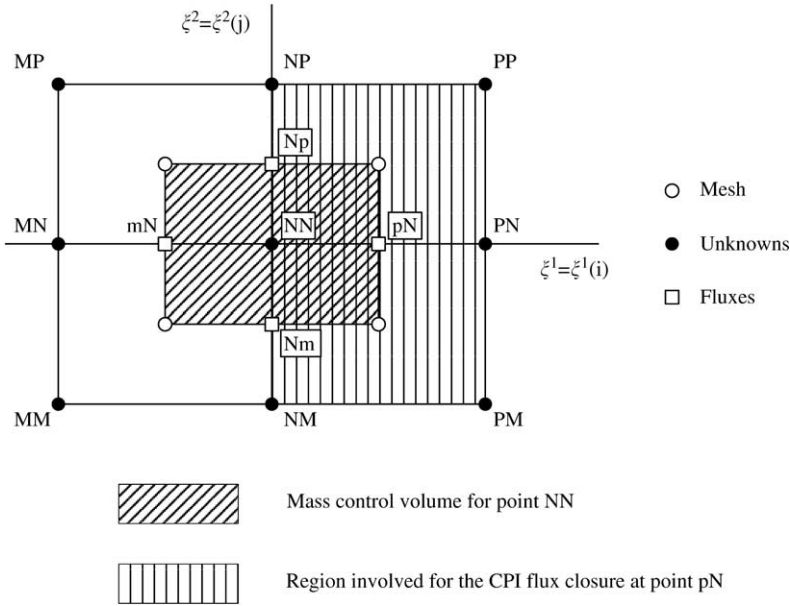 ξ²=ξ²(j)
MP NP PP
Np
MN mN NN pN PN
ξ¹=ξ¹(i)
Nm
MM NM PM
Mesh
Unknowns
Fluxes
Mass control volume for point NN
Region involved for the CPI flux closure at point pN